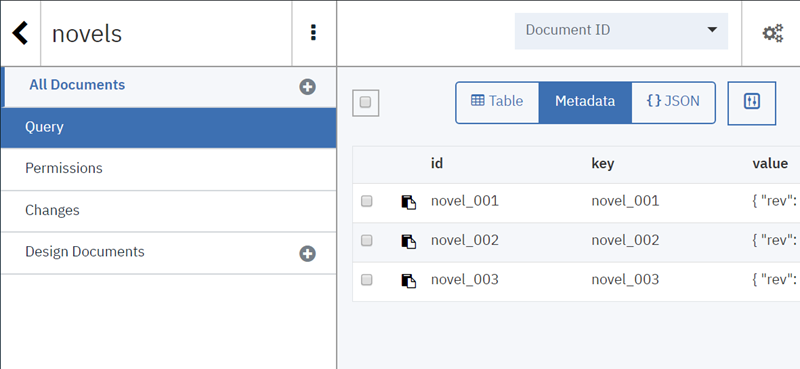 novels
Document ID
All Documents
Query
Permissions
Changes
Design Documents
Table
Metadata
{} JSON
id key value
novel_001 novel_001 { "rev":
novel_002 novel_002 { "rev":
novel_003 novel_003 { "rev":